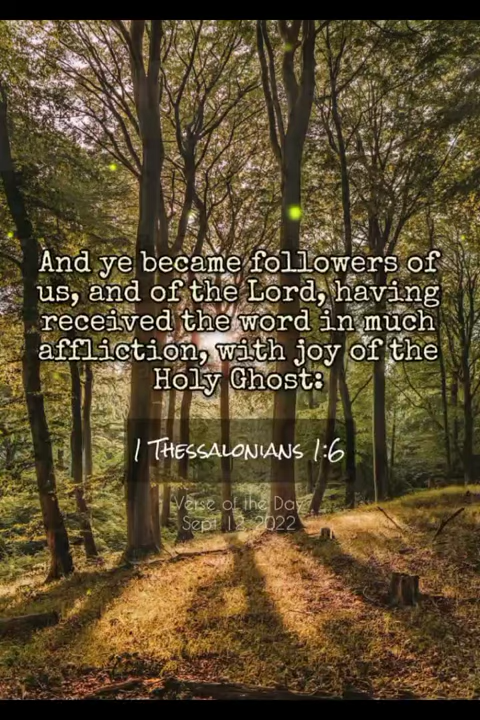 And ye became followers of
us, and of the Lord, having
received the word in much
affliction, with joy of the
Holy Ghost:
1 Thessalonians 1:6
Verse of the Day
Sept 12, 2022